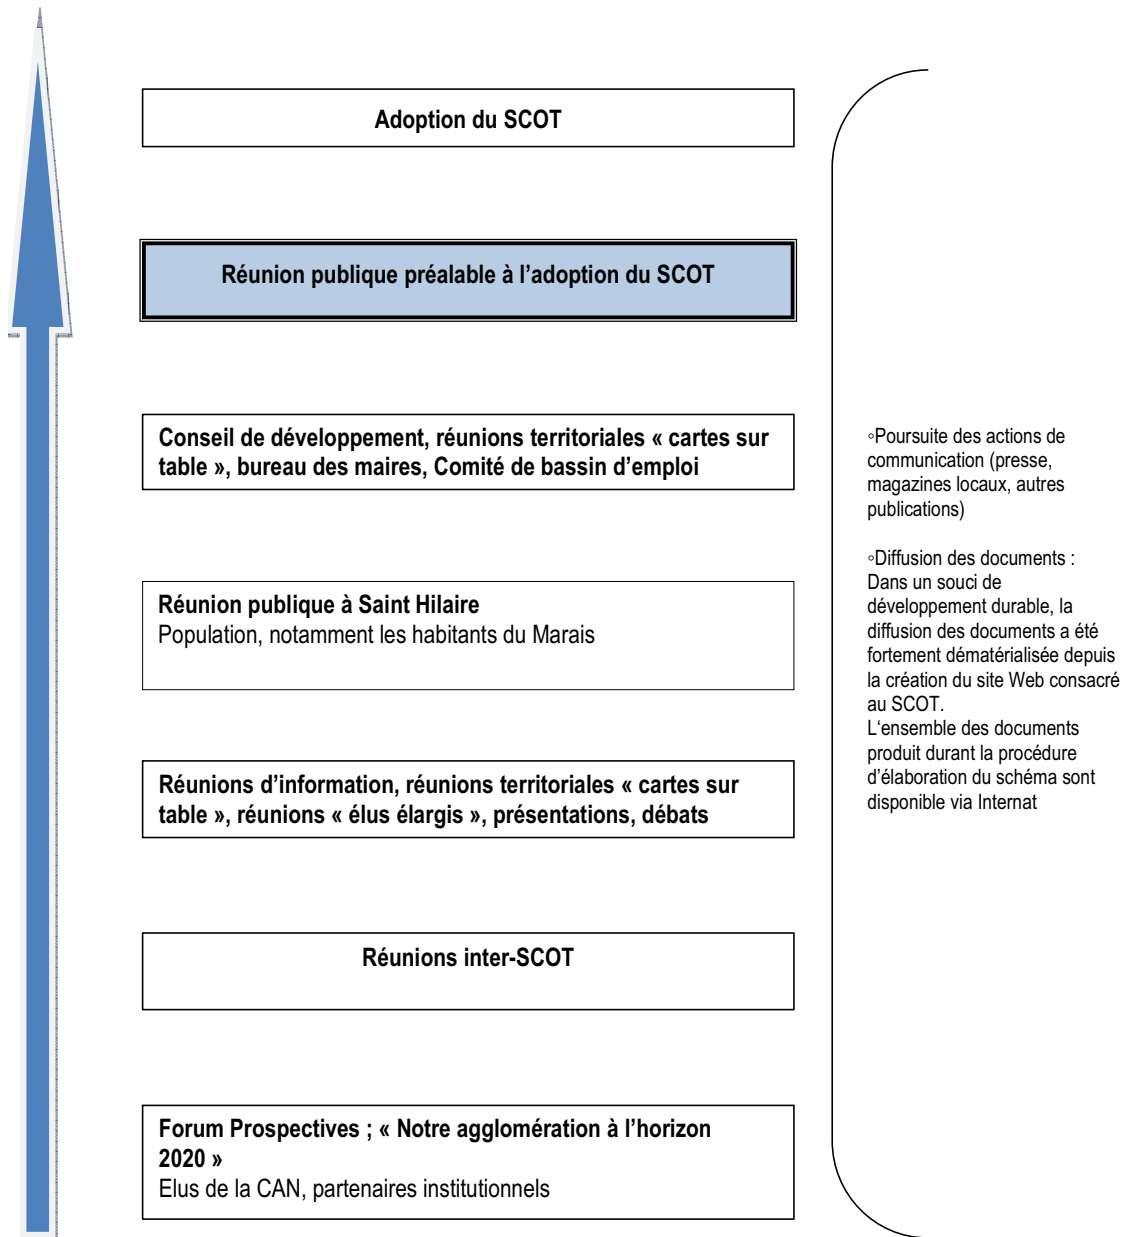 Adoption du SCOT
Réunion publique préalable à l’adoption du SCOT
Conseil de développement, réunions territoriales « cartes sur
table », bureau des maires, Comité de bassin d’emploi
Réunion publique à Saint Hilaire
Population, notamment les habitants du Marais
Réunions d’information, réunions territoriales « cartes sur
table », réunions « élus élargis », présentations, débats
Réunions inter-SCOT
Forum Prospectives ; « Notre agglomération à l’horizon
2020 »
Elus de la CAN, partenaires institutionnels
◦Poursuite des actions de
communication (presse,
magazines locaux, autres
publications)
◦Diffusion des documents :
Dans un souci de
développement durable, la
diffusion des documents a été
fortement dématérialisée depuis
la création du site Web consacré
au SCOT.
L‘ensemble des documents
produit durant la procédure
d’élaboration du schéma sont
disponible via Internat